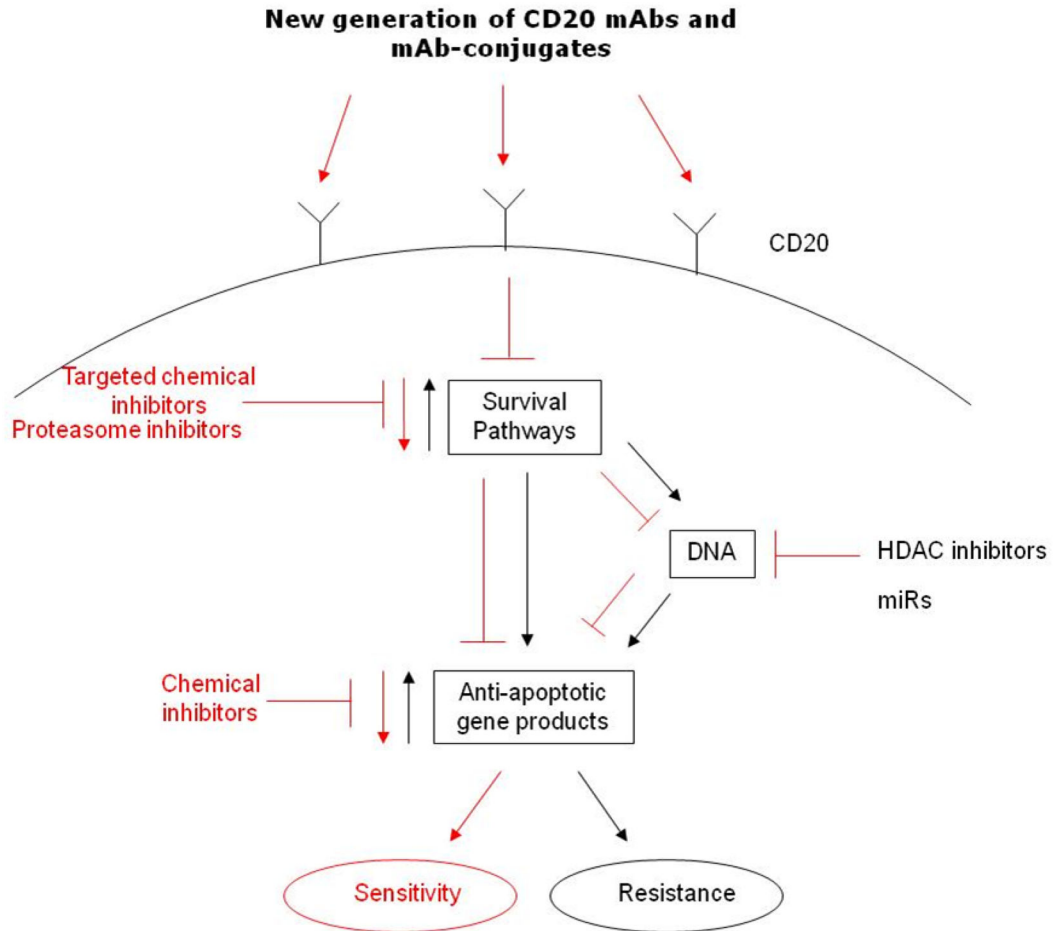 New generation of CD20 mAbs and
mAb-conjugates
CD20
Targeted chemical
inhibitors
Proteasome inhibitors
Survival
Pathways
DNA
HDAC inhibitors
miRs
Chemical
inhibitors
Anti-apoptotic
gene products
Sensitivity
Resistance